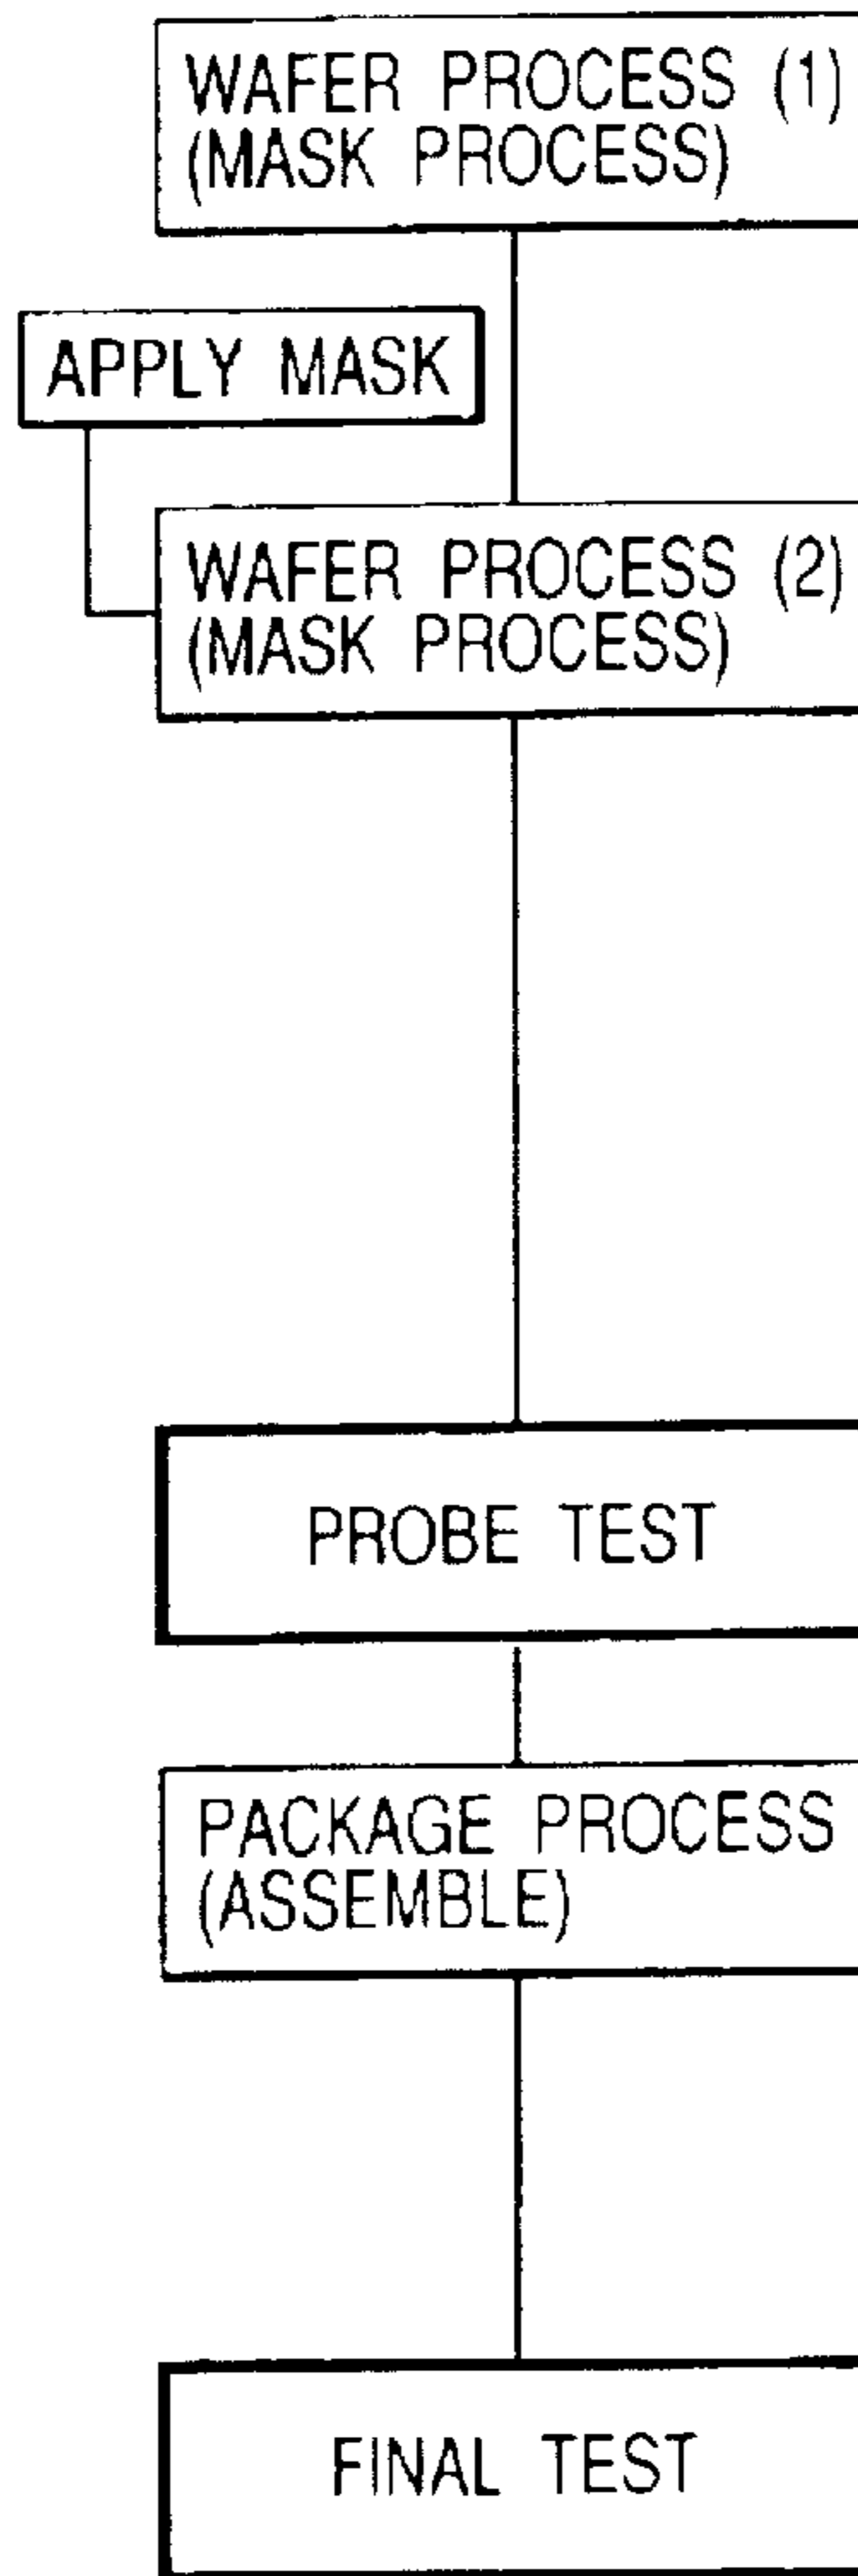 WAFER PROCESS (1)
(MASK PROCESS)
APPLY MASK
WAFER PROCESS (2)
(MASK PROCESS)
PROBE TEST
PACKAGE PROCESS
(ASSEMBLE)
FINAL TEST